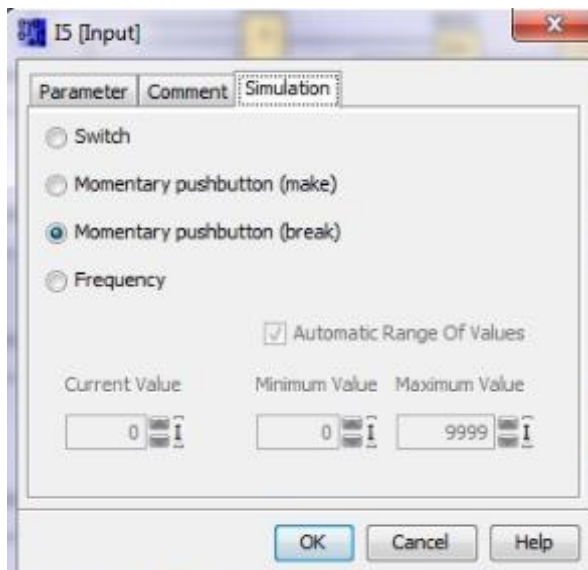 I5 [Input]
Parameter Comment Simulation
Switch
Momentary pushbutton (make)
Momentary pushbutton (break)
Frequency
Automatic Range Of Values
Current Value Minimum Value Maximum Value
0 0 9999
OK Cancel Help